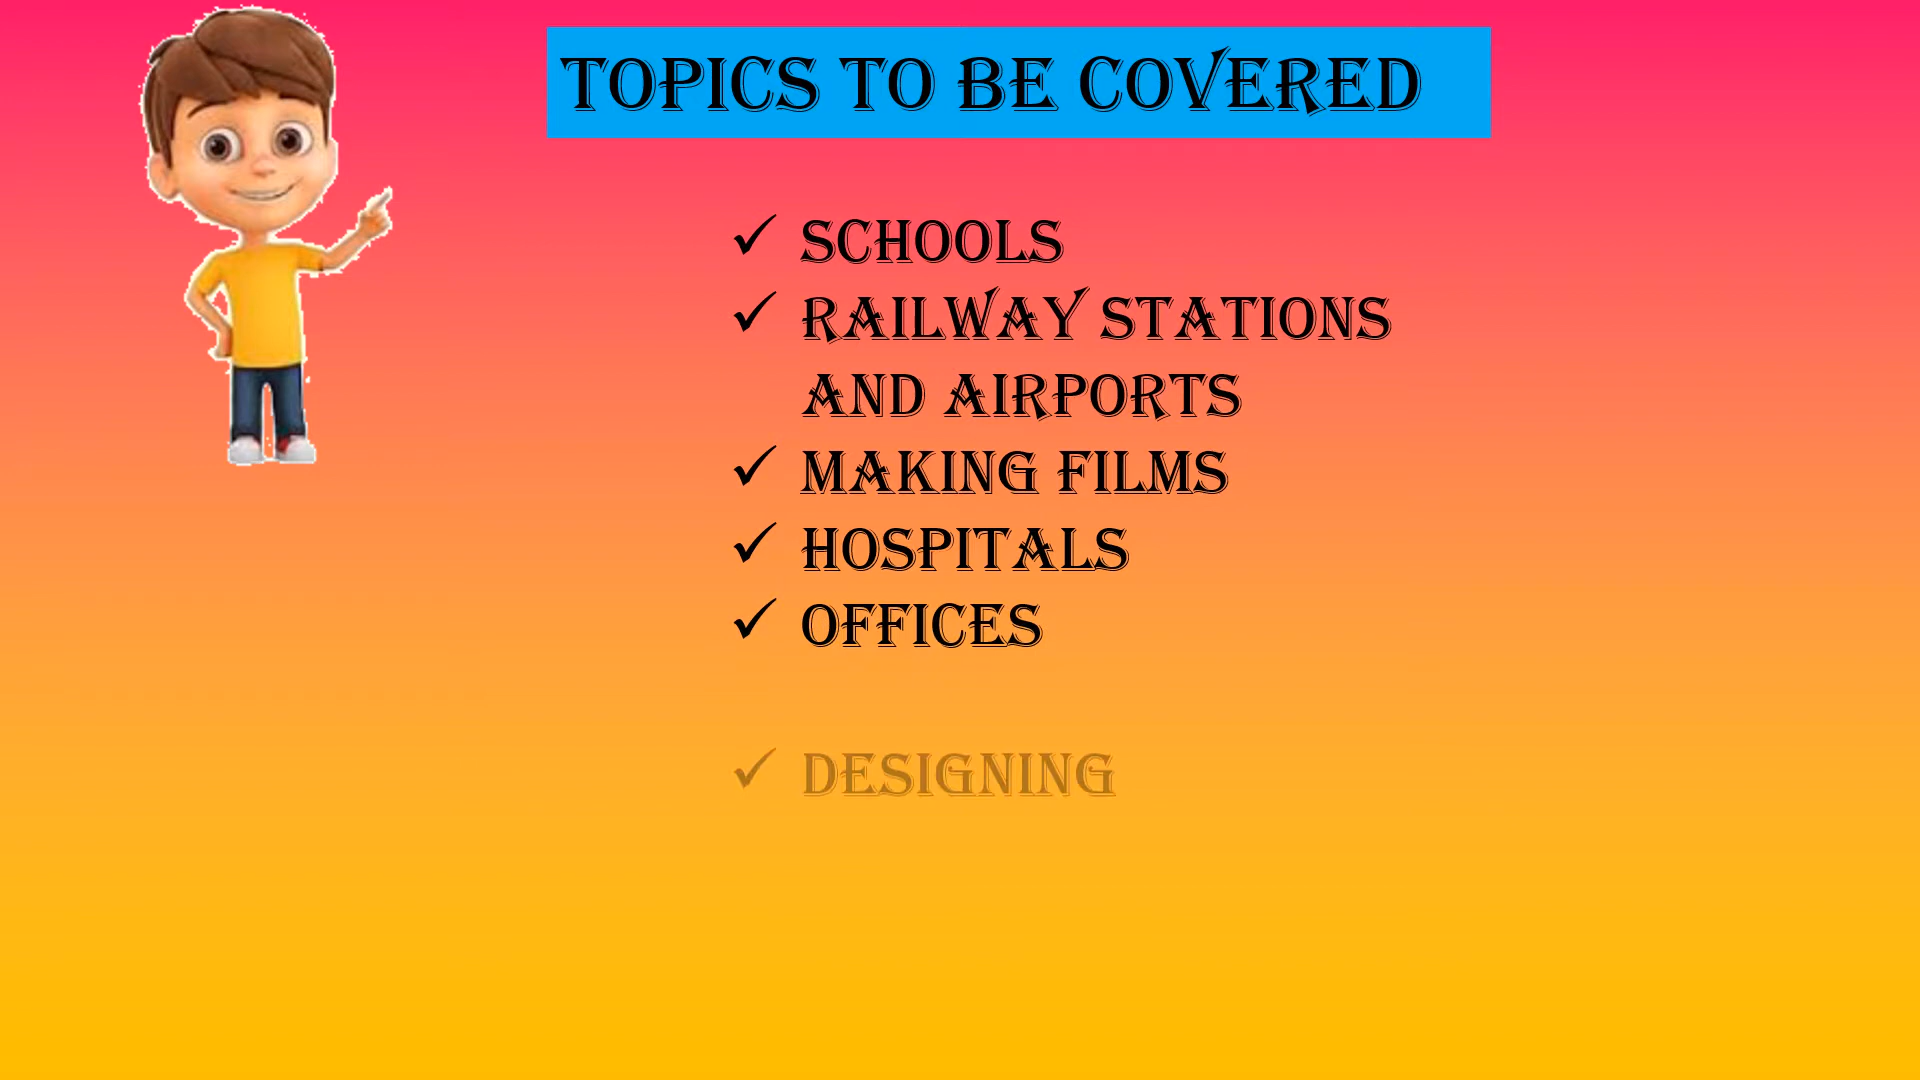 TOPICS TO BE COVERED
✓ SCHOOLS
✓ RAILWAY STATIONS
AND AIRPORTS
✓ MAKING FILMS
✓ HOSPITALS
✓ OFFICES
✓ DESIGNING